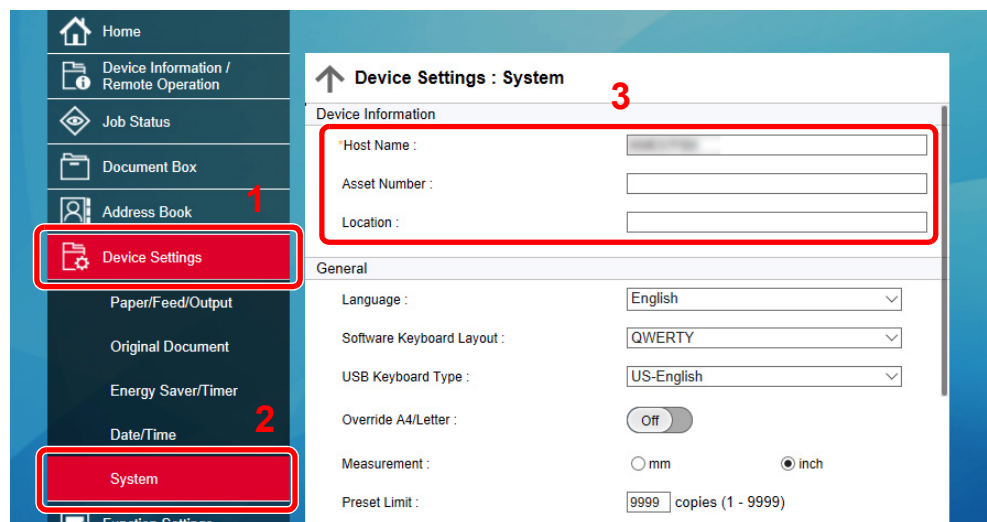 Home
Device Information /
Remote Operation
Job Status
Document Box
1
Address Book
Device Settings
Paper/Feed/Output
Original Document
Energy Saver/Timer
2
Date/Time
System
Function Settings
Device Settings : System
3
Device Information
*Host Name :
Asset Number :
Location :
General
Language : English
Software Keyboard Layout : QWERTY
USB Keyboard Type : US-English
Override A4/Letter : Off
Measurement : mm inch
Preset Limit : 9999 copies (1 - 9999)